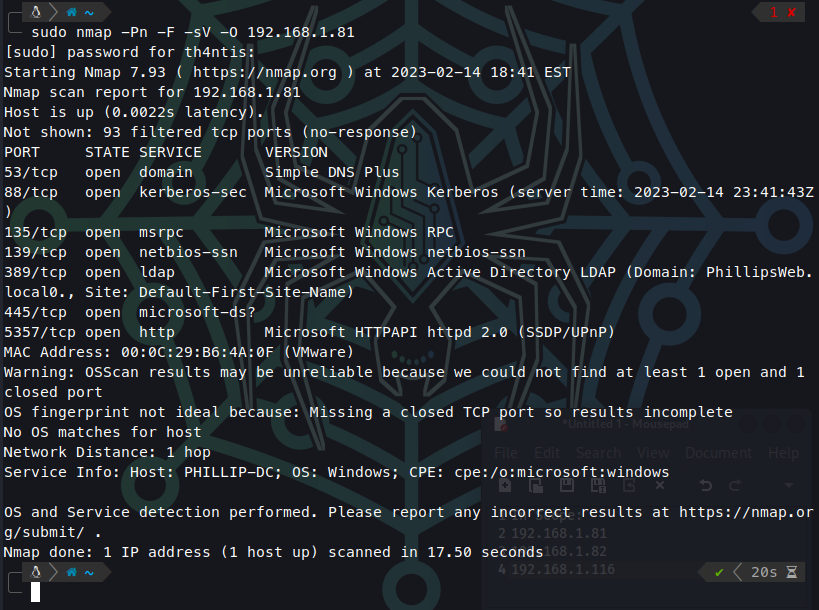 ~ 1 ✘
sudo nmap -Pn -F -sV -O 192.168.1.81
[sudo] password for th4ntis:
Starting Nmap 7.93 ( https://nmap.org ) at 2023-02-14 18:41 EST
Nmap scan report for 192.168.1.81
Host is up (0.0022s latency).
Not shown: 93 filtered tcp ports (no-response)
PORT     STATE SERVICE       VERSION
53/tcp   open  domain        Simple DNS Plus
88/tcp   open  kerberos-sec  Microsoft Windows Kerberos (server time: 2023-02-14 23:41:43Z
)
135/tcp  open  msrpc         Microsoft Windows RPC
139/tcp  open  netbios-ssn   Microsoft Windows netbios-ssn
389/tcp  open  ldap          Microsoft Windows Active Directory LDAP (Domain: PhillipsWeb.
local0., Site: Default-First-Site-Name)
445/tcp  open  microsoft-ds?
5357/tcp open  http          Microsoft HTTPAPI httpd 2.0 (SSDP/UPnP)
MAC Address: 00:0C:29:B6:4A:0F (VMware)
Warning: OSScan results may be unreliable because we could not find at least 1 open and 1
closed port
OS fingerprint not ideal because: Missing a closed TCP port so results incomplete
No OS matches for host
Network Distance: 1 hop
Service Info: Host: PHILLIP-DC; OS: Windows; CPE: cpe:/o:microsoft:windows
OS and Service detection performed. Please report any incorrect results at https://nmap.or
g/submit/ .
Nmap done: 1 IP address (1 host up) scanned in 17.50 seconds
~ ✔ 20s
*Untitled 1 - Mousepad
File Edit Search View Document Help
2 192.168.1.81
192.168.1.82
4 192.168.1.116